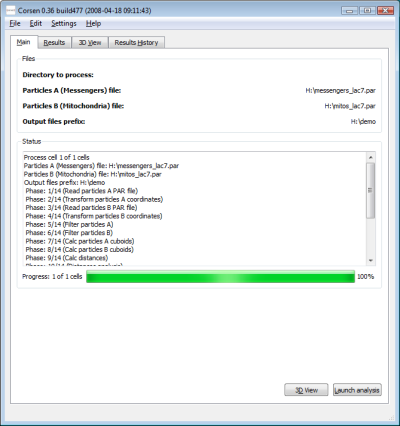 Corsen 0.36 build477 (2008-04-18 09:11:43)
File Edit Settings Help
Main Results 3D View Results History
Files
Directory to process:
Particles A (Messengers) file: H:\messengers_lac7.par
Particles B (Mitochondria) file: H:\mitos_lac7.par
Output files prefix: H:\demo
Status
Process cell 1 of 1 cells
Particles A (Messengers) file: H:\messengers_lac7.par
Particles B (Mitochondria) file: H:\mitos_lac7.par
Output files prefix: H:\demo
Phase: 1/14 (Read particles A PAR file)
Phase: 2/14 (Transform particles A coordinates)
Phase: 3/14 (Read particles B PAR file)
Phase: 4/14 (Transform particles B coordinates)
Phase: 5/14 (Filter particles A)
Phase: 6/14 (Filter particles B)
Phase: 7/14 (Calc particles A cuboids)
Phase: 8/14 (Calc particles B cuboids)
Phase: 9/14 (Calc distances)
Progress: 1 of 1 cells 100%
3D View Launch analysis